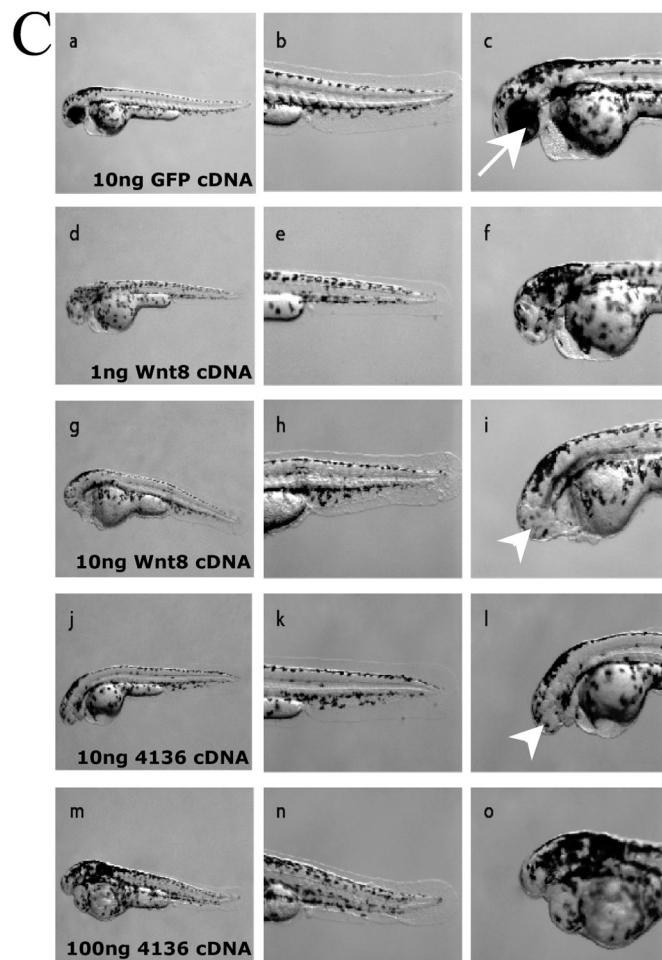 C
a b c
10ng GFP cDNA
d e f
1ng Wnt8 cDNA
g h i
10ng Wnt8 cDNA
j k l
10ng 4136 cDNA
m n o
100ng 4136 cDNA